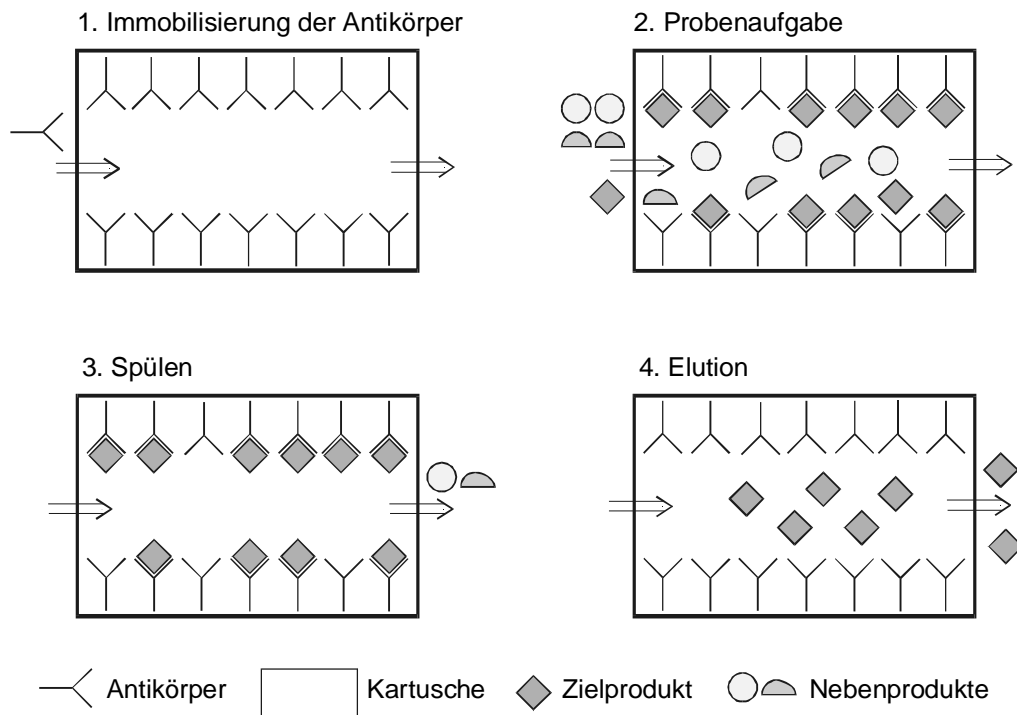 1. Immobilisierung der Antikörper
2. Probenaufgabe
3. Spülen
4. Elution
Antikörper
Kartusche
Zielprodukt
Nebenprodukte